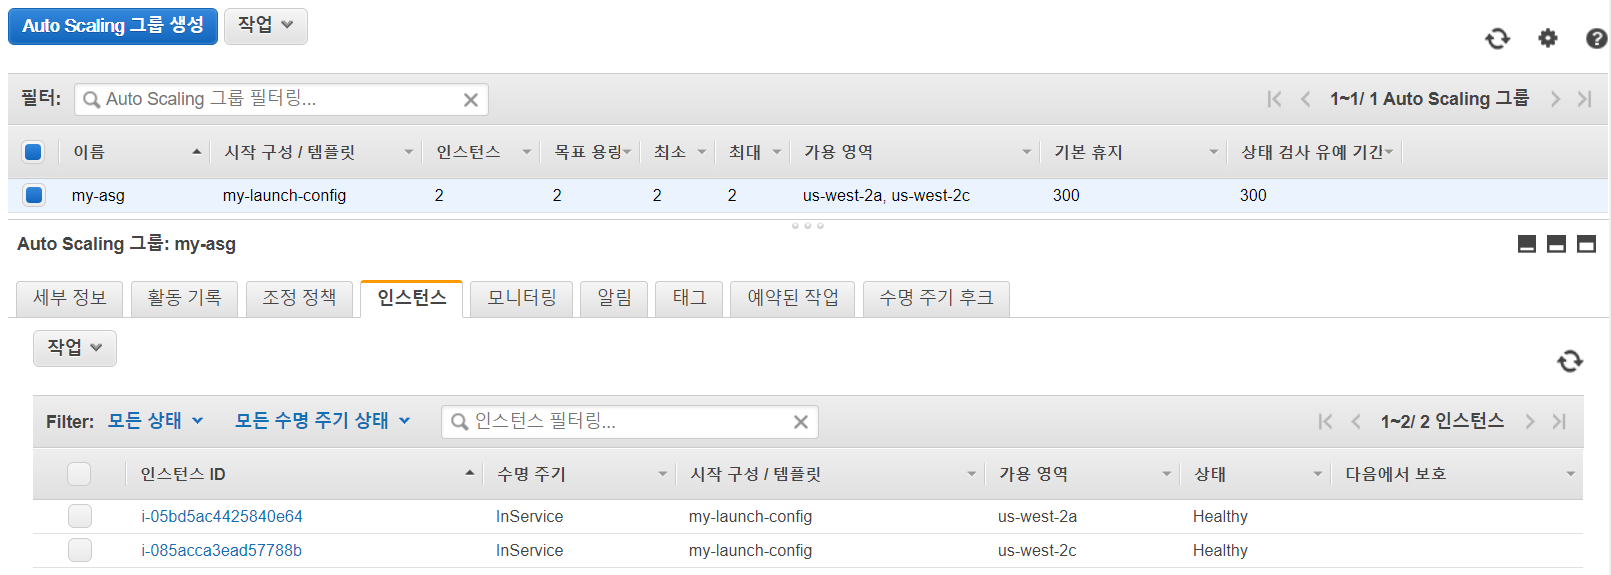 Auto Scaling 그룹 생성 작업
필터: Auto Scaling 그룹 필터링... 1~1/ 1 Auto Scaling 그룹
이름 시작 구성 / 템플릿 인스턴스 목표 용량 최소 최대 가용 영역 기본 휴지 상태 검사 유예 기간
my-asg my-launch-config 2 2 2 2 us-west-2a, us-west-2c 300 300
Auto Scaling 그룹: my-asg
세부 정보 활동 기록 조정 정책 인스턴스 모니터링 알림 태그 예약된 작업 수명 주기 후크
작업
Filter: 모든 상태 모든 수명 주기 상태 인스턴스 필터링... 1~2/ 2 인스턴스
인스턴스 ID 수명 주기 시작 구성 / 템플릿 가용 영역 상태 다음에서 보호
i-05bd5ac4425840e64 InService my-launch-config us-west-2a Healthy
i-085acca3ead57788b InService my-launch-config us-west-2c Healthy